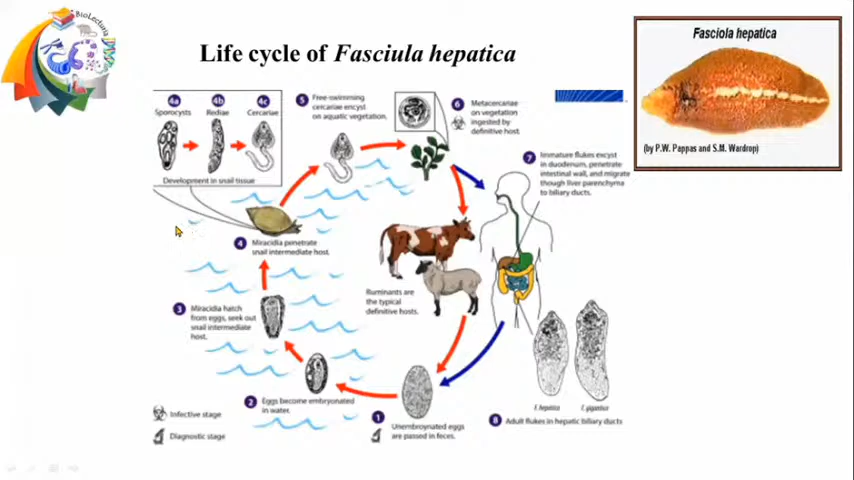 BioLecturia
Life cycle of Fasciula hepatica
Fasciola hepatica
(by P.W. Pappas and S.M. Wardrop)
4a
4b
4c
Sporocysts
Rediae
Cercariae
Development in snail tissue
5
Free-swimming
cercariae encyst
on aquatic vegetation.
6
Metacercariae
on vegetation
ingested by
definitive host.
7
Immature flukes excyst
in duodenum, penetrate
intestinal wall, and migrate
though liver parenchyma
to biliary ducts.
4
Miracidia penetrate
snail intermediate host.
Ruminants are
the typical
definitive hosts.
3
Miracidia hatch
from eggs, seek out
snail intermediate
host.
2
Eggs become embryonated
in water.
1
Unembroynated eggs
are passed in feces.
F. hepatica
F. gigantica
8
Adult flukes in hepatic biliary ducts
Infective stage
Diagnostic stage